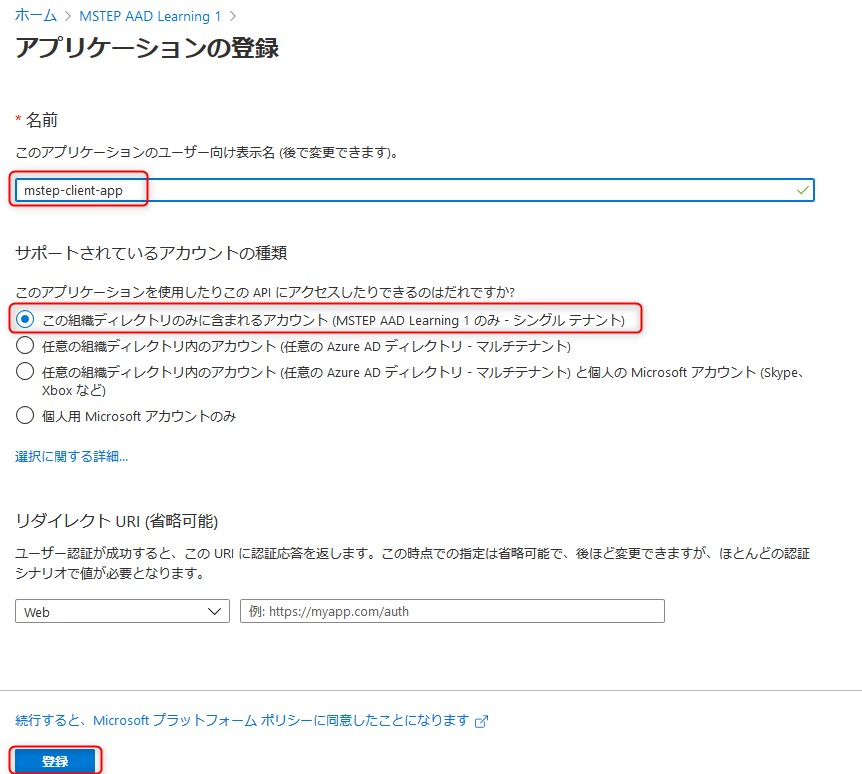 ホーム > MSTEP AAD Learning 1 >
アプリケーションの登録
* 名前
このアプリケーションのユーザー向け表示名 (後で変更できます)。
mstep-client-app
サポートされているアカウントの種類
このアプリケーションを使用したりこの API にアクセスしたりできるのはだれですか?
この組織ディレクトリのみに含まれるアカウント (MSTEP AAD Learning 1 のみ - シングル テナント)
任意の組織ディレクトリ内のアカウント (任意の Azure AD ディレクトリ - マルチテナント)
任意の組織ディレクトリ内のアカウント (任意の Azure AD ディレクトリ - マルチテナント) と個人の Microsoft アカウント (Skype、
Xbox など)
個人用 Microsoft アカウントのみ
選択に関する詳細...
リダイレクト URI (省略可能)
ユーザー認証が成功すると、この URI に認証応答を返します。この時点での指定は省略可能で、後ほど変更できますが、ほとんどの認証
シナリオで値が必要となります。
Web 例: https://myapp.com/auth
続行すると、Microsoft プラットフォーム ポリシーに同意したことになります
登録